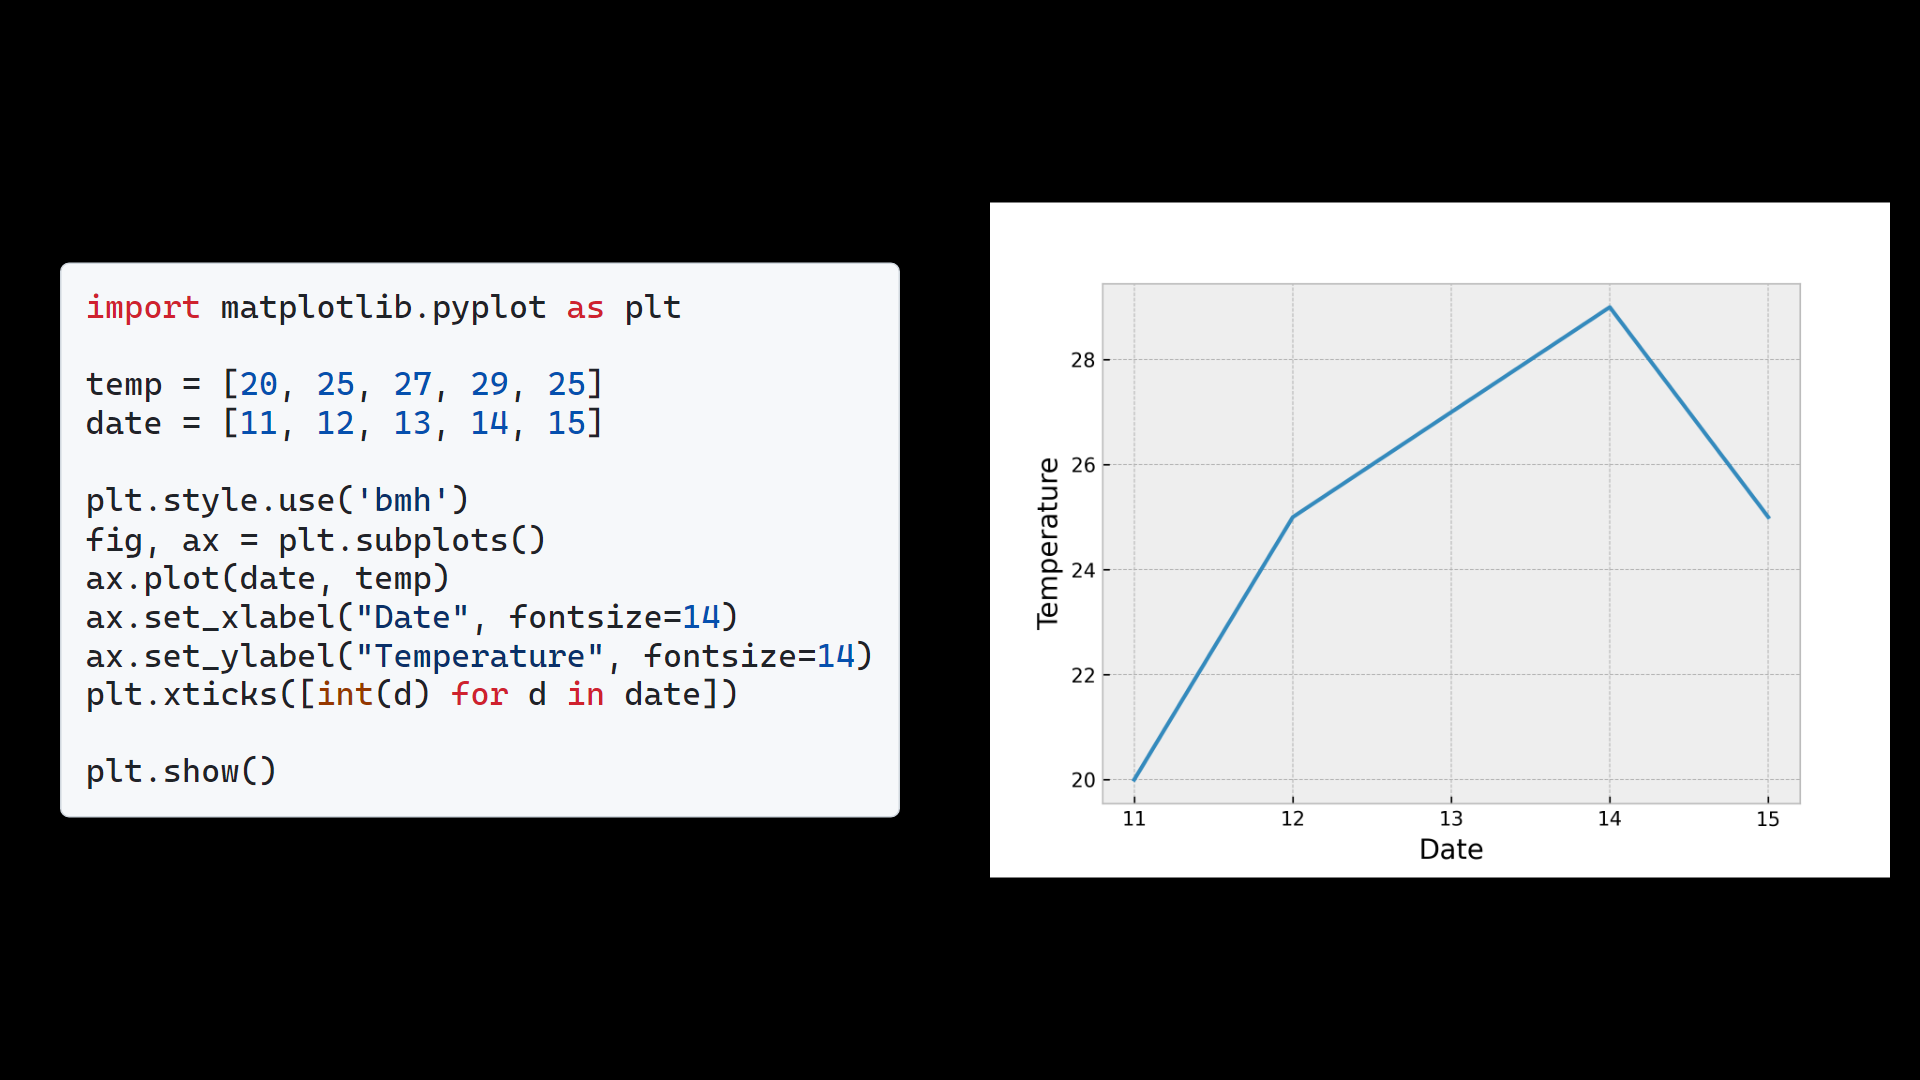 import matplotlib.pyplot as plt
temp = [20, 25, 27, 29, 25]
date = [11, 12, 13, 14, 15]
plt.style.use('bmh')
fig, ax = plt.subplots()
ax.plot(date, temp)
ax.set_xlabel("Date", fontsize=14)
ax.set_ylabel("Temperature", fontsize=14)
plt.xticks([int(d) for d in date])
plt.show()
Temperature
28
26
24
22
20
11 12 13 14 15
Date